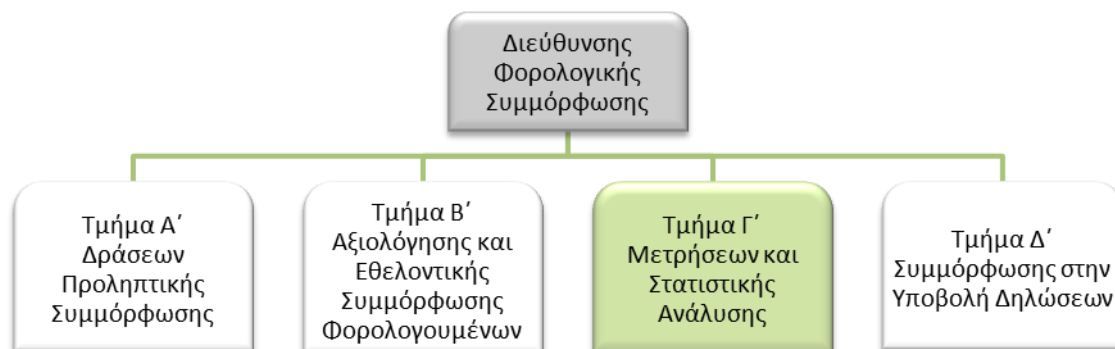 Διεύθυνσης
Φορολογικής
Συμμόρφωσης
Τμήμα Α΄
Δράσεων
Προληπτικής
Συμμόρφωσης
Τμήμα Β΄
Αξιολόγησης και
Εθελοντικής
Συμμόρφωσης
Φορολογουμένων
Τμήμα Γ΄
Μετρήσεων και
Στατιστικής
Ανάλυσης
Τμήμα Δ΄
Συμμόρφωσης στην
Υποβολή Δηλώσεων